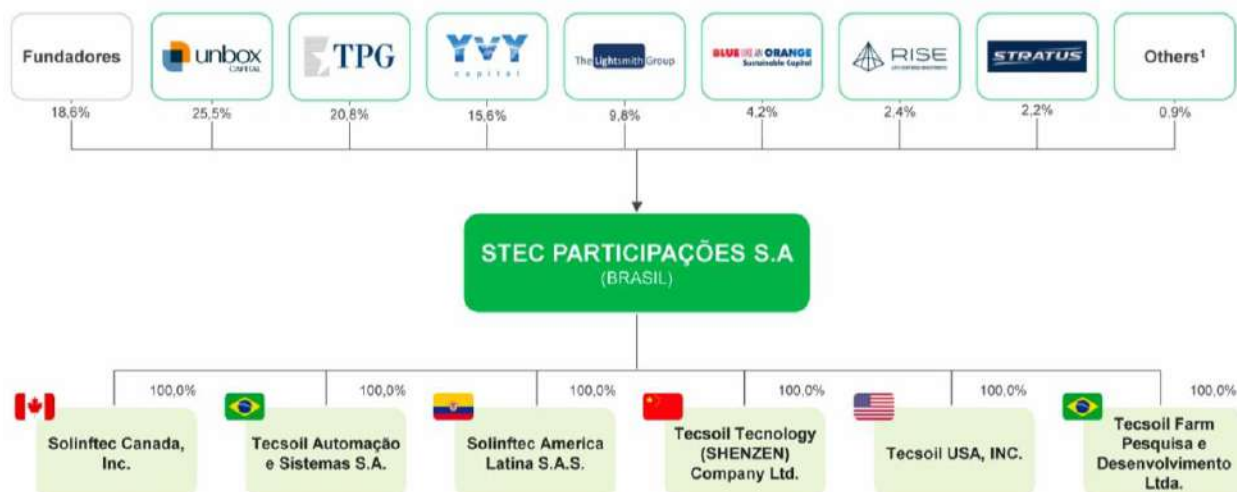 Fundadores
unbox
CAPITAL
TPG
YvY
capital
The Lightsmith Group
BLUE ORANGE
Sustainable Capital
RISE
STRATUS
Others¹
18,6%
25,5%
20,8%
15,6%
9,8%
4,2%
2,4%
2,2%
0,9%
STEC PARTICIPAÇÕES S.A
(BRASIL)
100,0%
100,0%
100,0%
100,0%
100,0%
100,0%
Solinftec Canada,
Inc.
Tecsoil Automação
e Sistemas S.A.
Solinftec America
Latina S.A.S.
Tecsoil Tecnology
(SHENZEN)
Company Ltd.
Tecsoil USA, INC.
Tecsoil Farm
Pesquisa e
Desenvolvimento
Ltda.